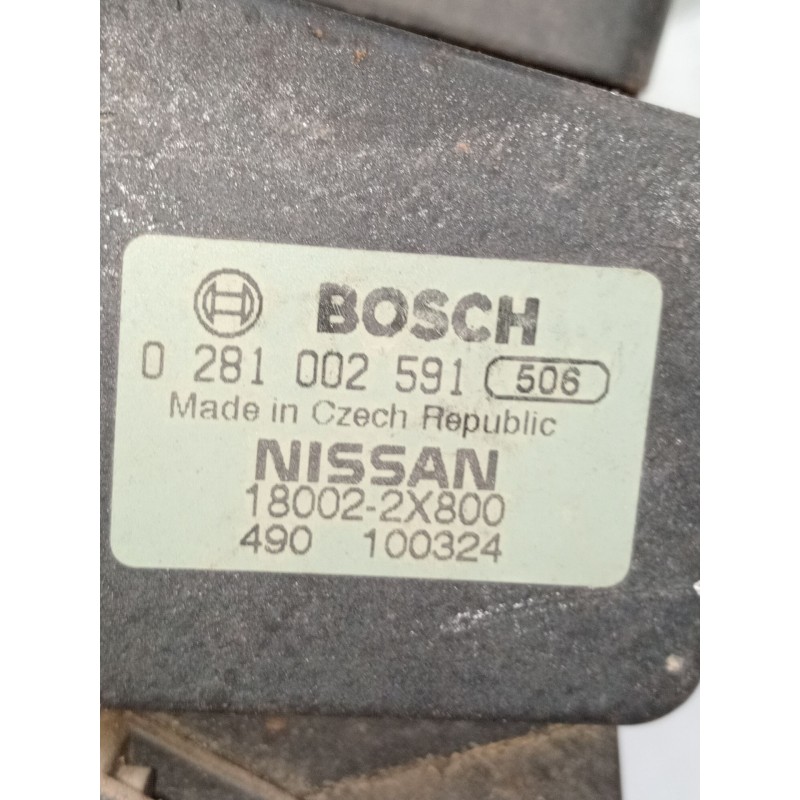 BOSCH
0 281 002 591 506
Made in Czech Republic
NISSAN
18002-2X800
490 100324